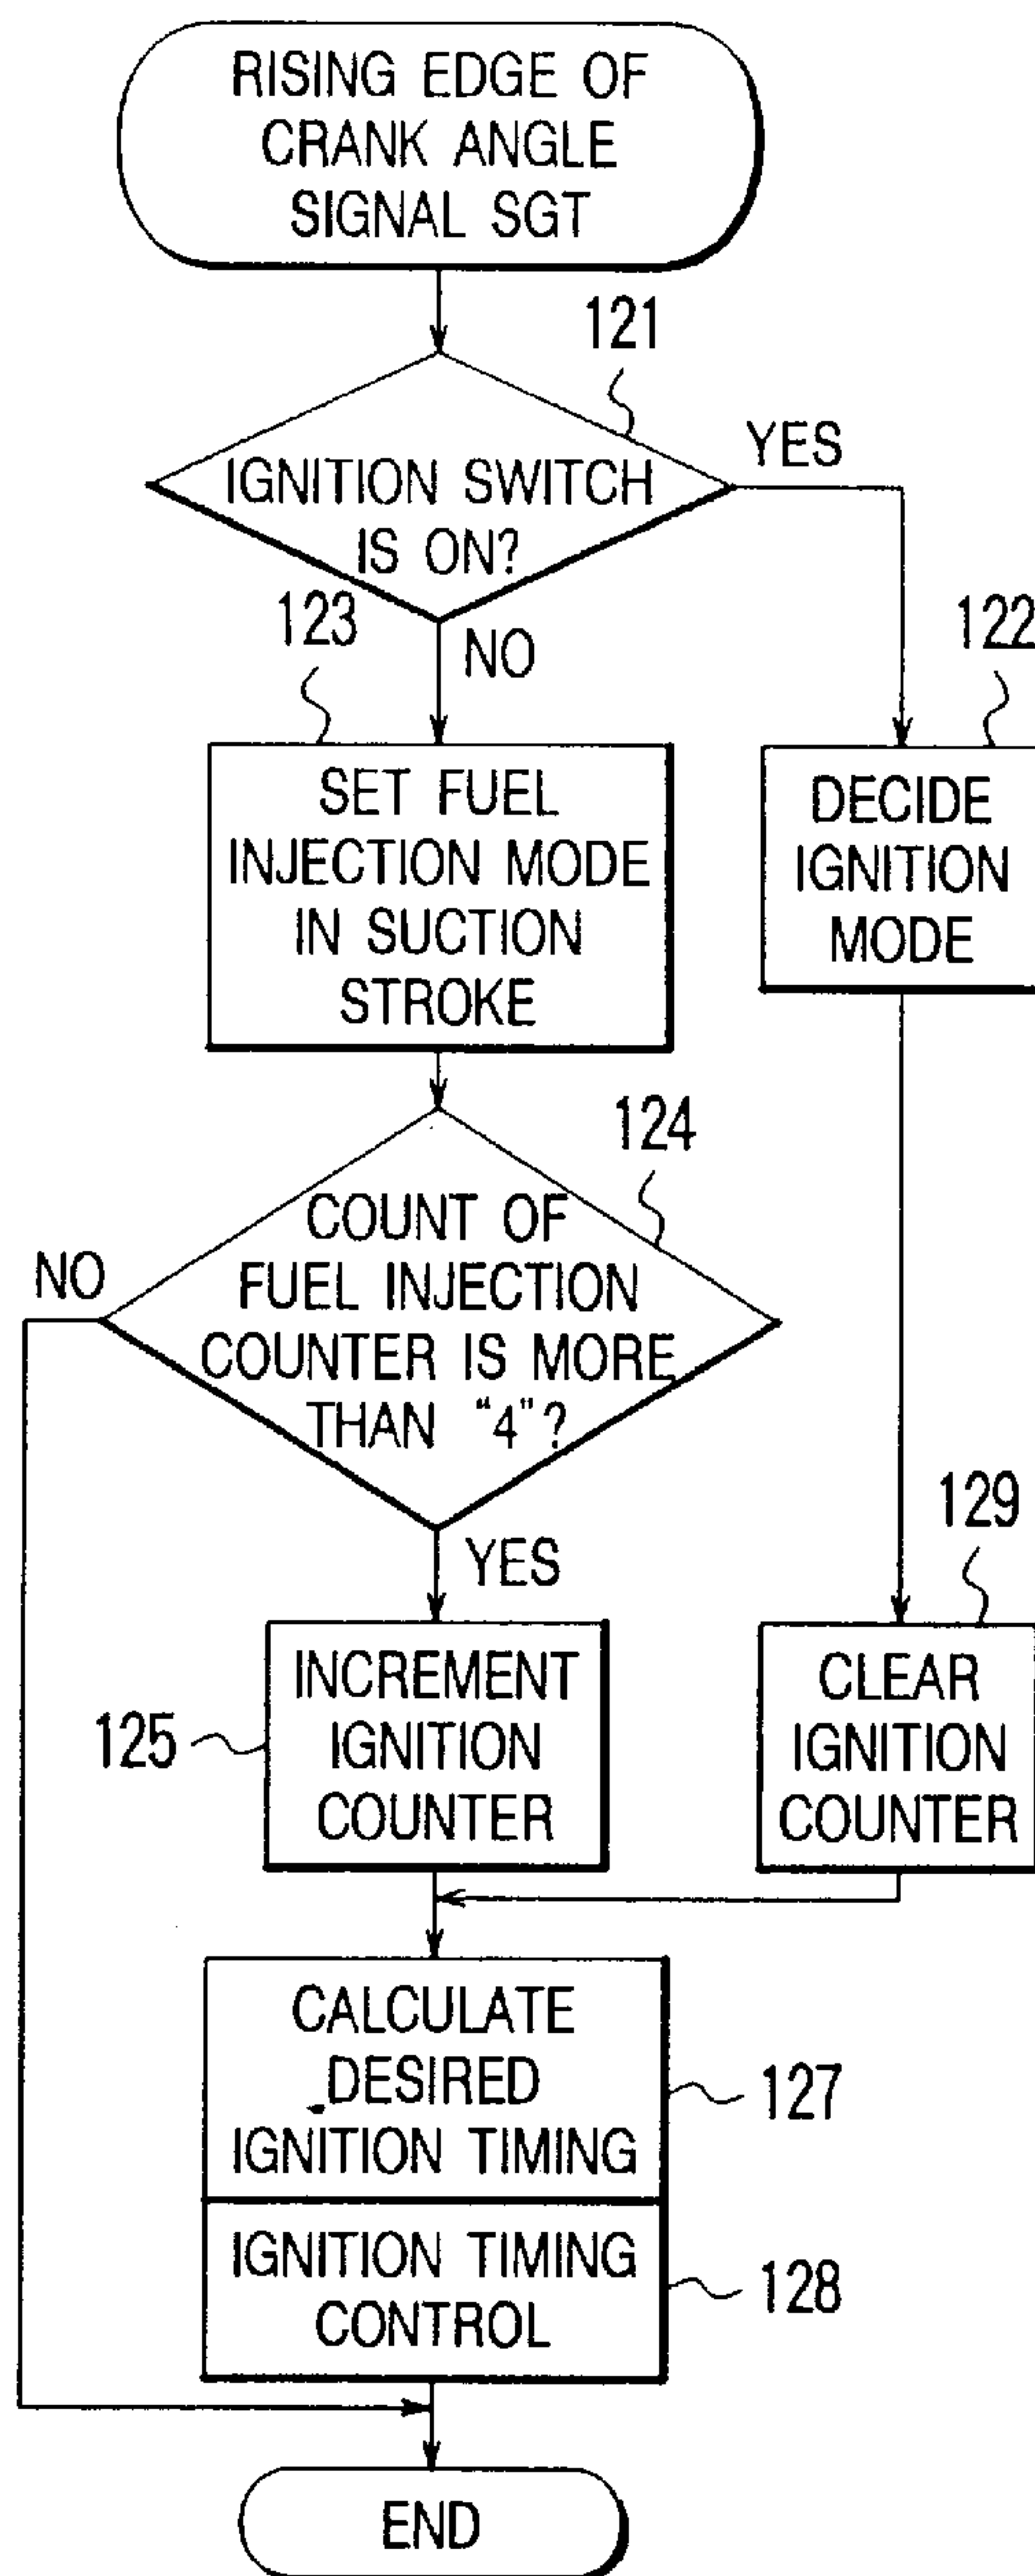 RISING EDGE OF
CRANK ANGLE
SIGNAL SGT
121
IGNITION SWITCH
IS ON?
YES
NO
123
SET FUEL
INJECTION MODE
IN SUCTION
STROKE
122
DECIDE
IGNITION
MODE
124
COUNT OF
FUEL INJECTION
COUNTER IS MORE
THAN "4"?
NO
YES
125
INCREMENT
IGNITION
COUNTER
129
CLEAR
IGNITION
COUNTER
CALCULATE
DESIRED
IGNITION TIMING
127
IGNITION TIMING
CONTROL
128
END